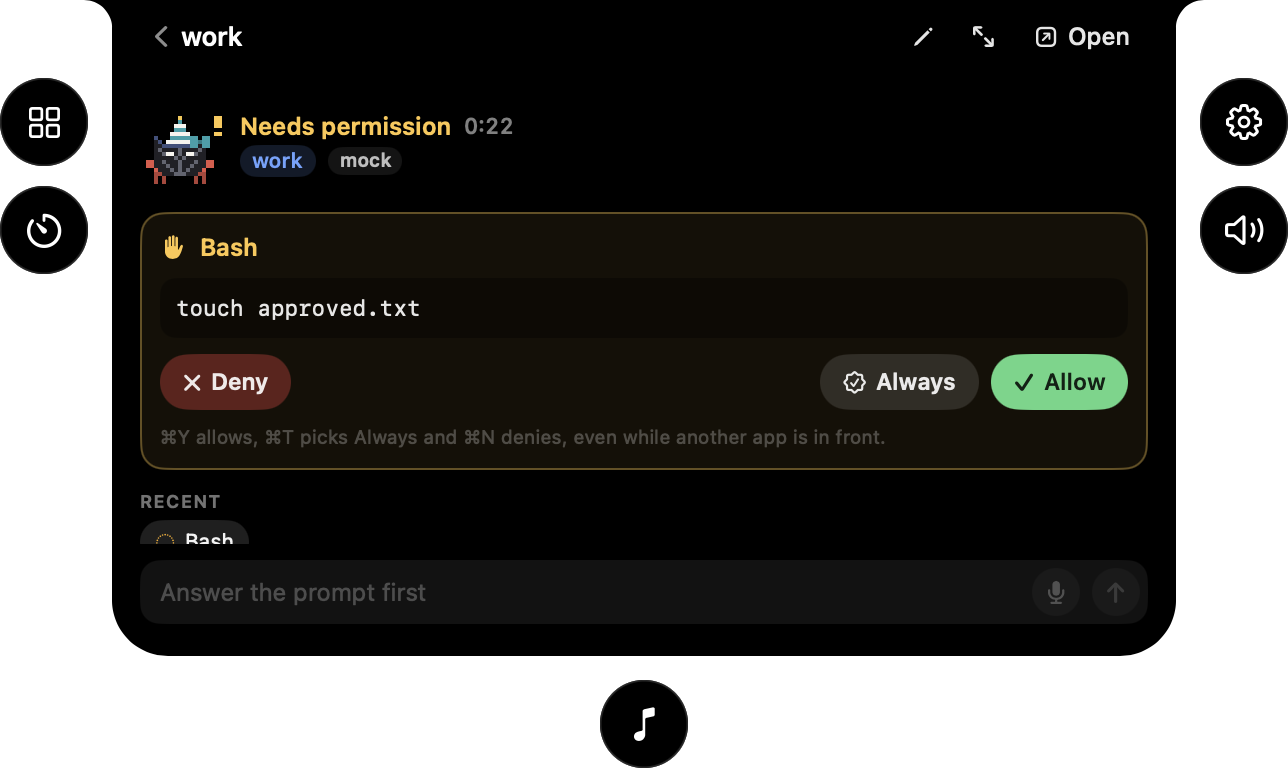 work
Open
Needs permission 0:22
work mock
Bash
touch approved.txt
Deny
Always
Allow
⌘Y allows, ⌘T picks Always and ⌘N denies, even while another app is in front.
RECENT
Bash
Answer the prompt first